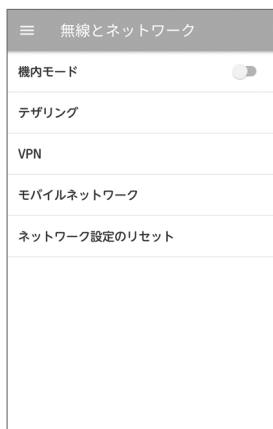 無線とネットワーク
機内モード
テザリング
VPN
モバイルネットワーク
ネットワーク設定のリセット